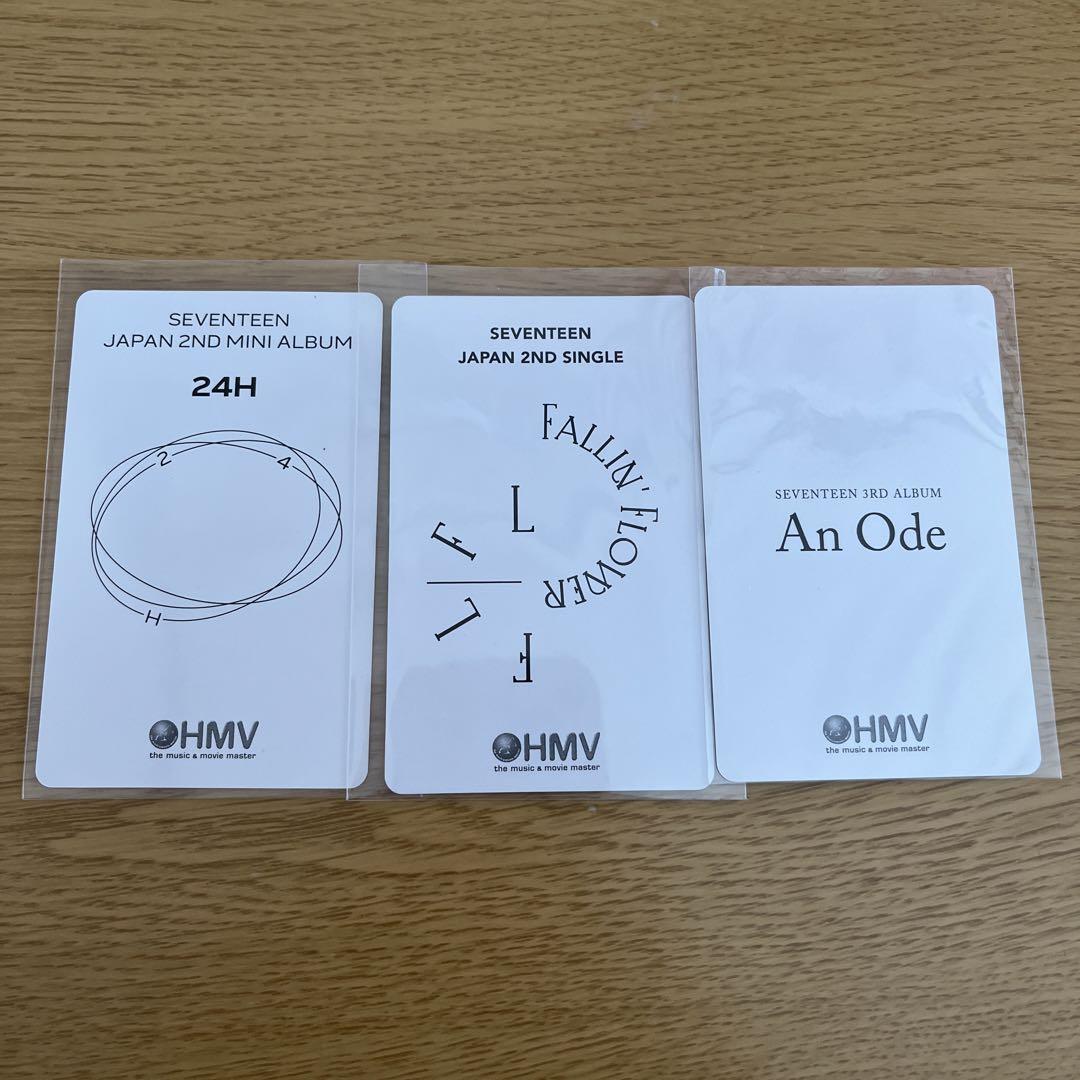 SEVENTEEN
JAPAN 2ND MINI ALBUM
24H
2
4
H
HMV
the music & movie master
SEVENTEEN
JAPAN 2ND SINGLE
FALLIN' FLOWER
L
F
L
F
HMV
the music & movie master
SEVENTEEN 3RD ALBUM
An Ode
HMV
the music & movie master